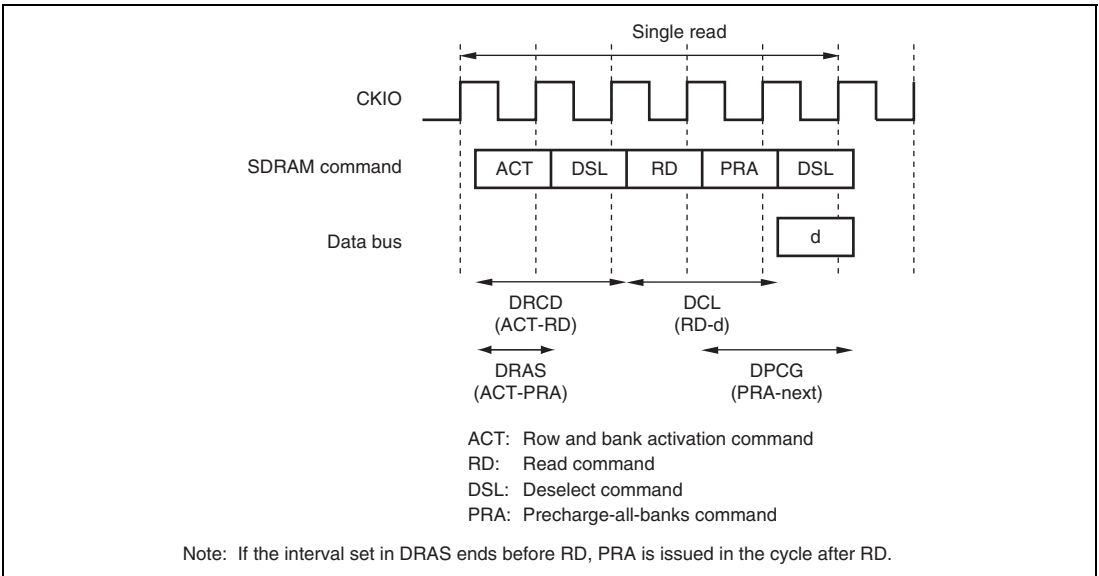 Single read
CKIO
SDRAM command
ACT DSL RD PRA DSL
Data bus
d
DRCD
(ACT-RD)
DCL
(RD-d)
DRAS
(ACT-PRA)
DPCG
(PRA-next)
ACT: Row and bank activation command
RD: Read command
DSL: Deselect command
PRA: Precharge-all-banks command
Note: If the interval set in DRAS ends before RD, PRA is issued in the cycle after RD.